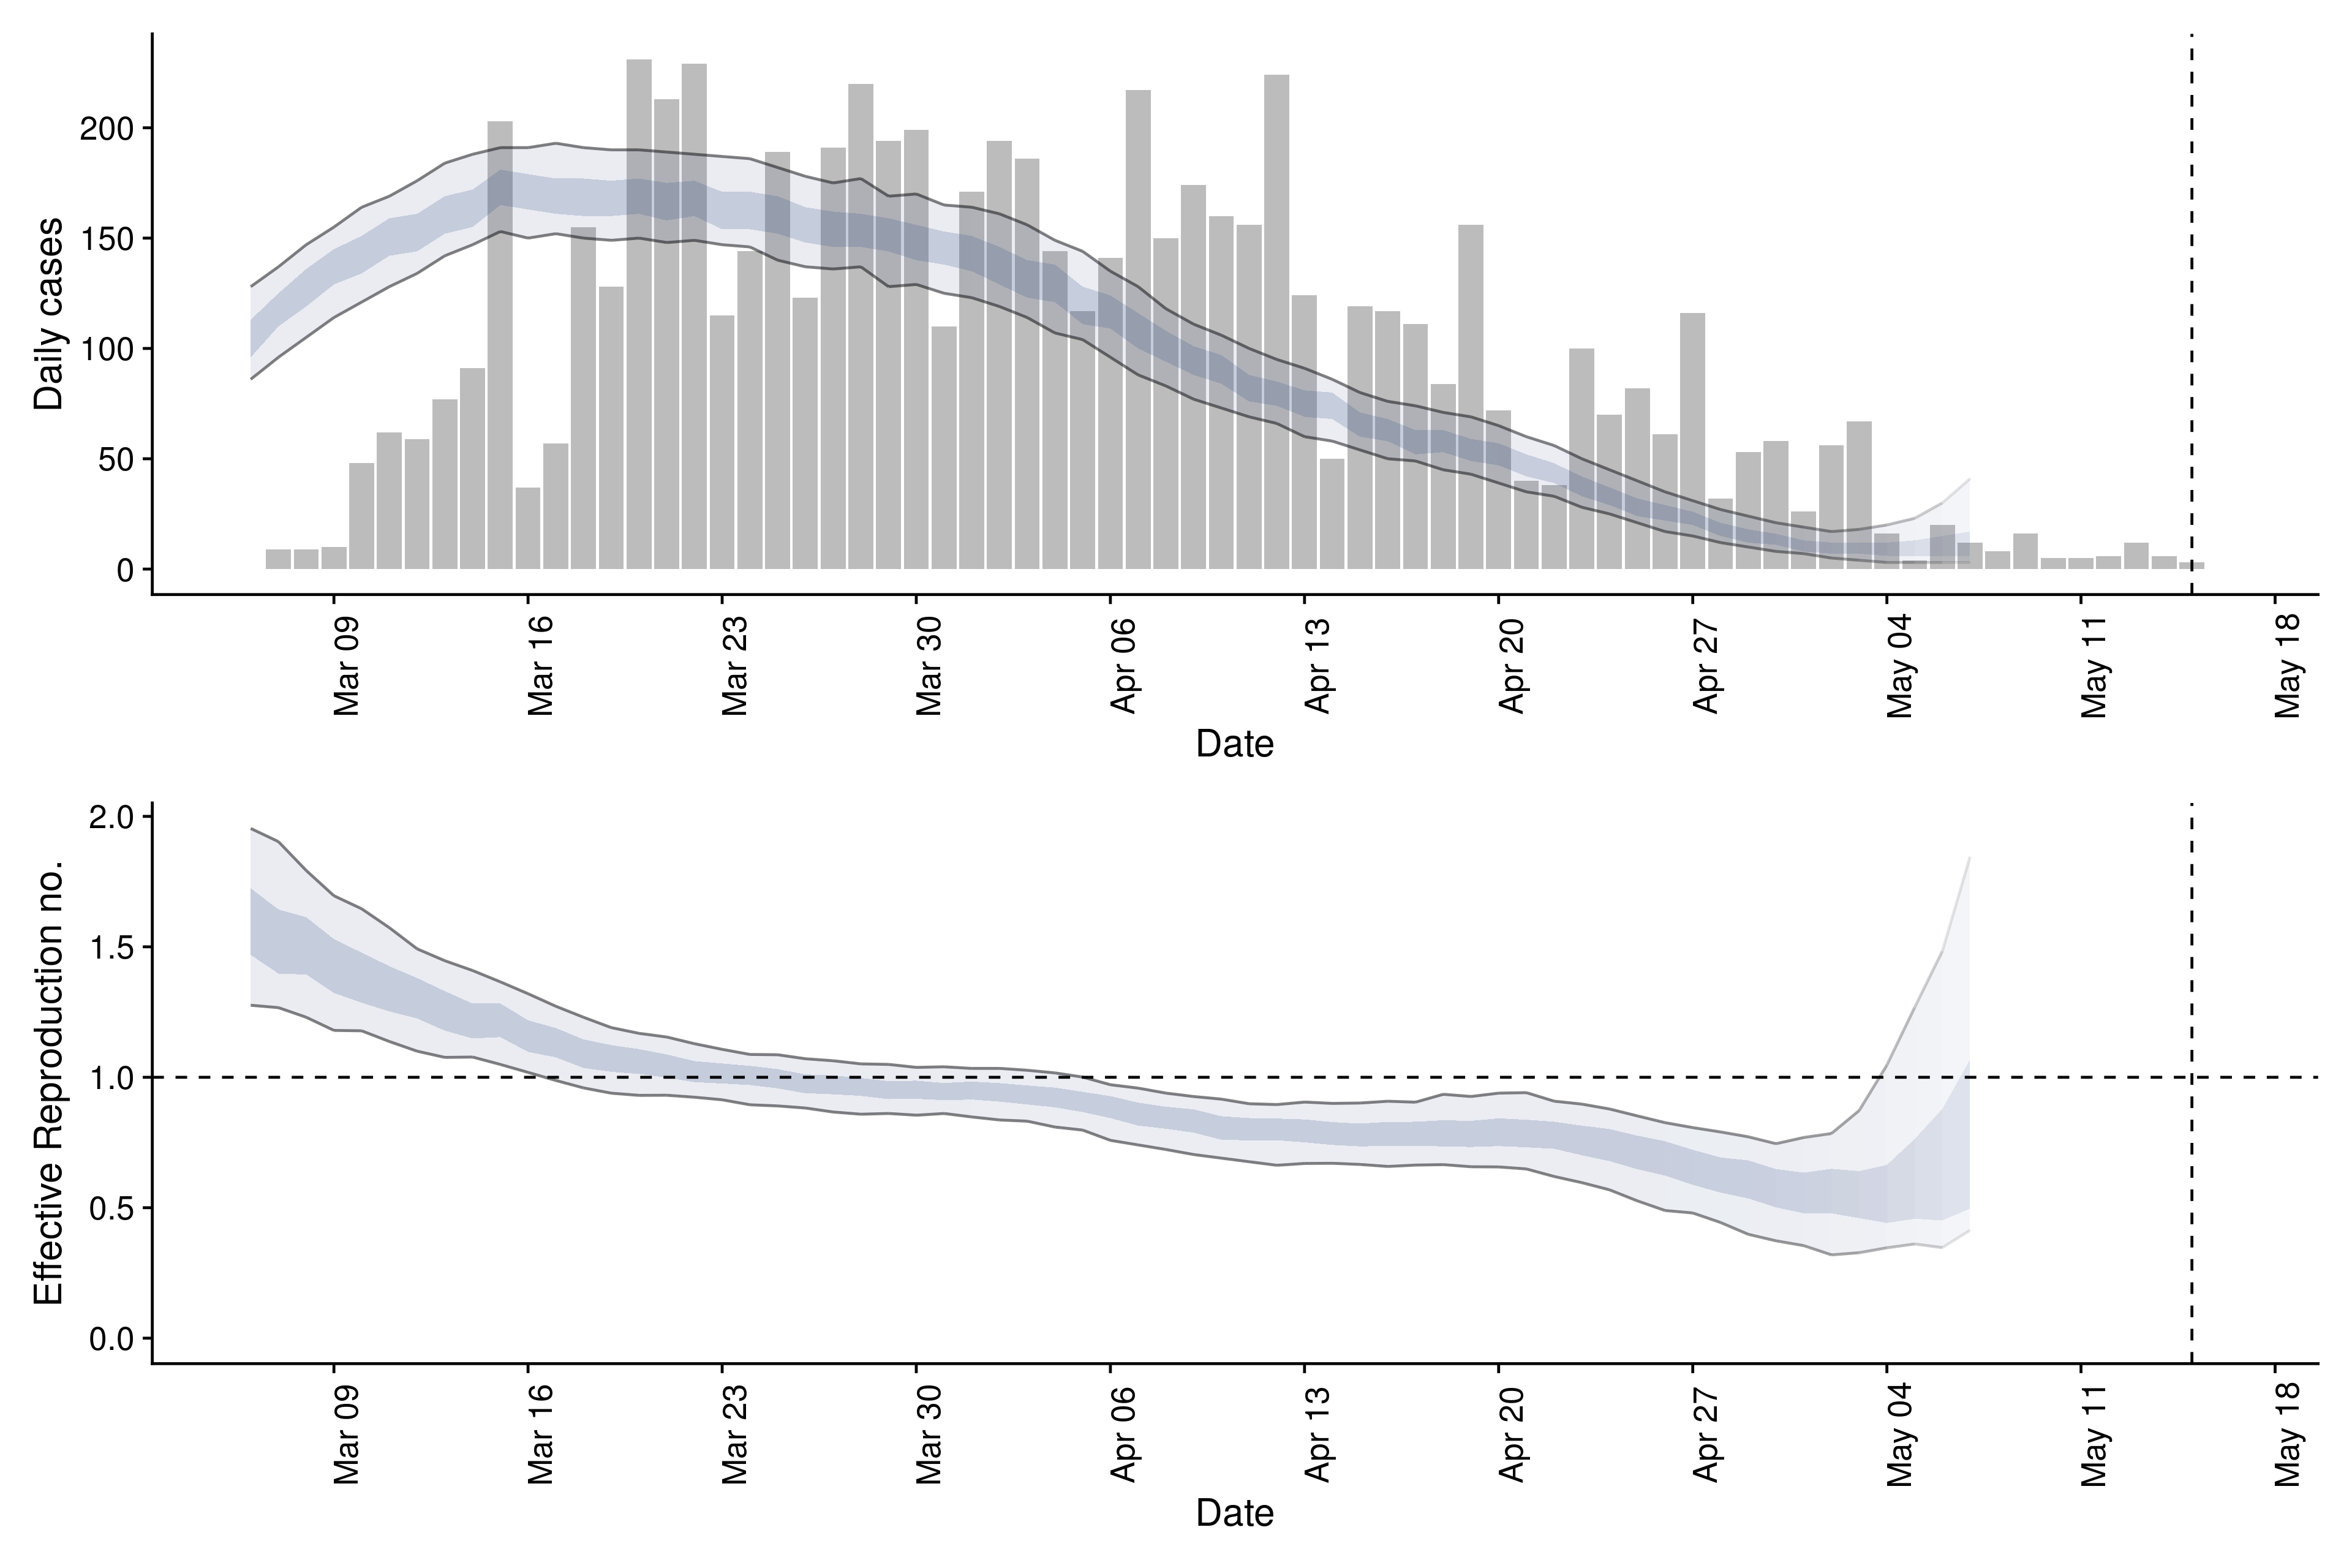 Daily cases
200
150
100
50
0
Mar 09
Mar 16
Mar 23
Mar 30
Apr 06
Apr 13
Apr 20
Apr 27
May 04
May 11
May 18
Date
Effective Reproduction no.
2.0
1.5
1.0
0.5
0.0
Mar 09
Mar 16
Mar 23
Mar 30
Apr 06
Apr 13
Apr 20
Apr 27
May 04
May 11
May 18
Date